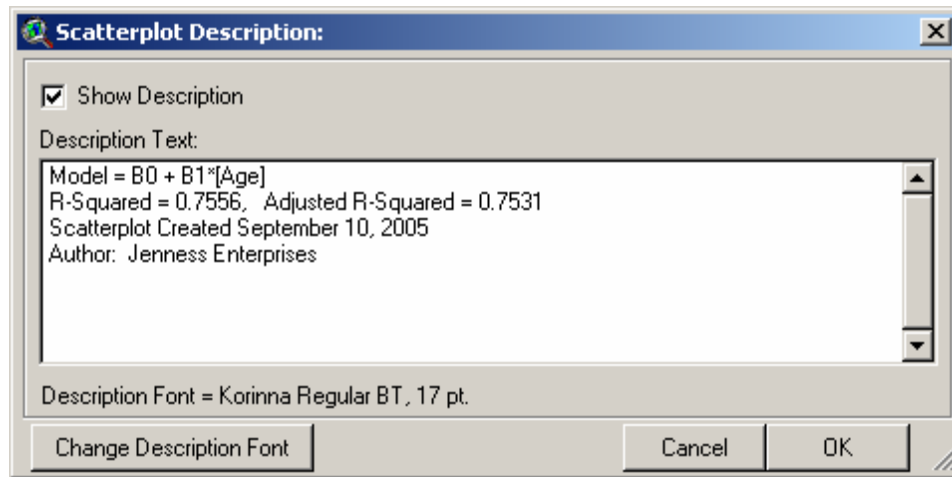 Scatterplot Description:
Show Description
Description Text:
Model = B0 + B1*[Age]
R-Squared = 0.7556,   Adjusted R-Squared = 0.7531
Scatterplot Created September 10, 2005
Author:  Jenness Enterprises
Description Font = Korinna Regular BT, 17 pt.
Change Description Font
Cancel
OK